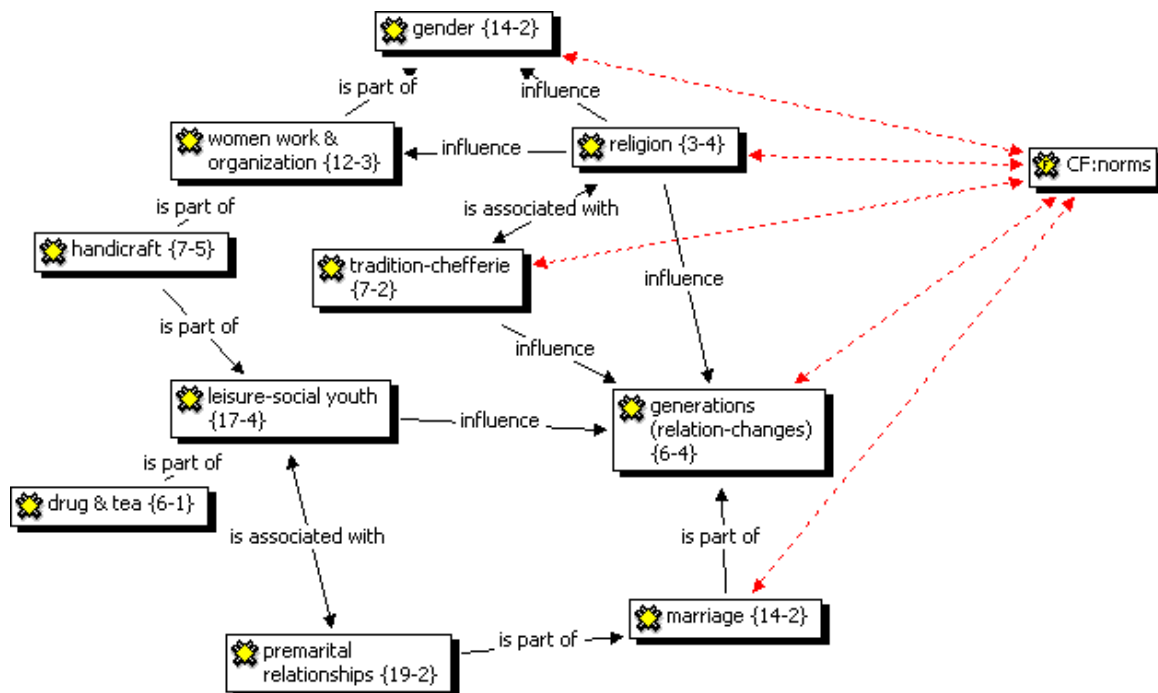 gender {14-2}
is part of
influence
women work &
organization {12-3}
influence
religion {3-4}
CF:norms
is part of
is associated with
handicraft {7-5}
tradition-chefferie
{7-2}
influence
is part of
influence
leisure-social youth
{17-4}
influence
generations
(relation-changes)
{6-4}
is part of
drug & tea {6-1}
is associated with
is part of
marriage {14-2}
premarital
relationships {19-2}
is part of